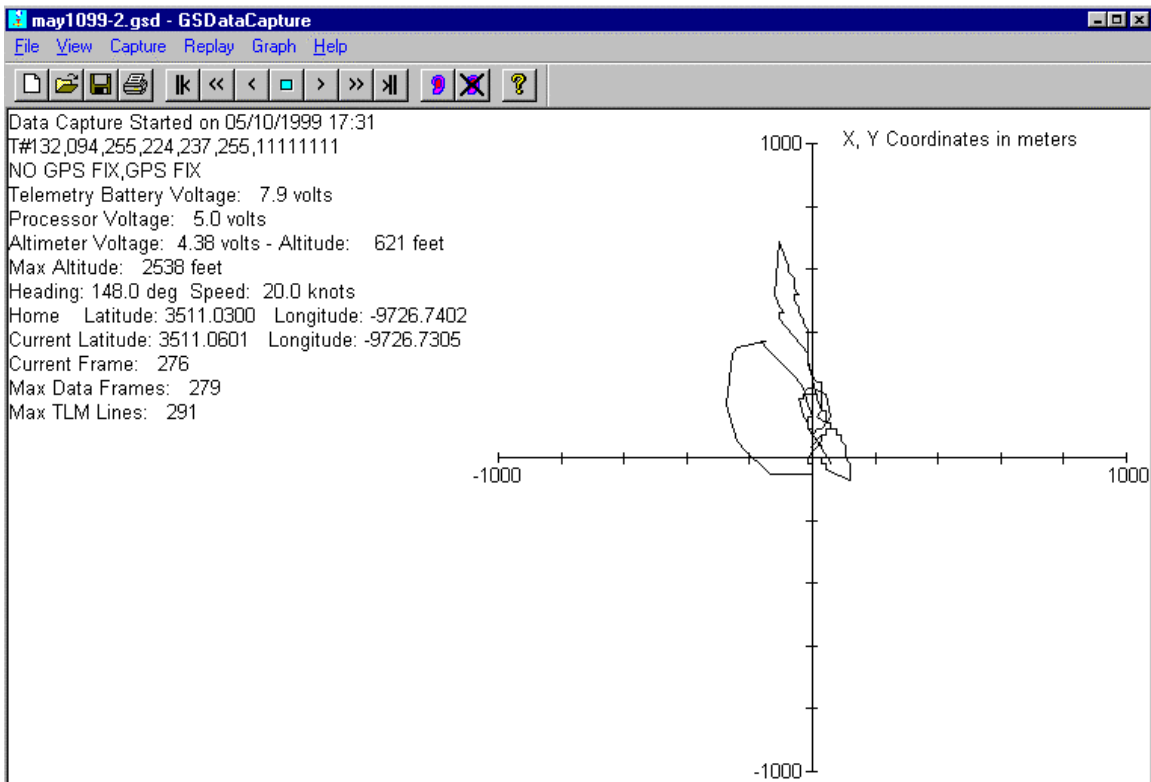 may1099-2.gsd - GSDataCapture
File View Capture Replay Graph Help
Data Capture Started on 05/10/1999 17:31
T#132,094,255,224,237,255,11111111
NO GPS FIX,GPS FIX
Telemetry Battery Voltage: 7.9 volts
Processor Voltage: 5.0 volts
Altimeter Voltage: 4.38 volts - Altitude: 621 feet
Max Altitude: 2538 feet
Heading: 148.0 deg Speed: 20.0 knots
Home Latitude: 3511.0300 Longitude: -9726.7402
Current Latitude: 3511.0601 Longitude: -9726.7305
Current Frame: 276
Max Data Frames: 279
Max TLM Lines: 291
1000 X, Y Coordinates in meters
-1000 1000
-1000